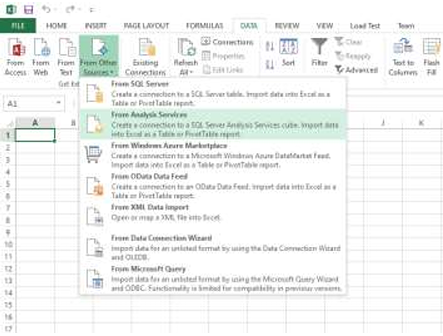 FILE HOME INSERT PAGE LAYOUT FORMULAS DATA REVIEW VIEW Load Test Team
From Access
From Web
From Text
From Other Sources
Existing Connections
Refresh All
Connections
Properties
Edit Links
Sort
Filter
Clear
Reapply
Advanced
Text to Columns
Flash Fill
Get
A1
A B J K
From SQL Server
Create a connection to a SQL Server table. Import data into Excel as a
Table or PivotTable report.
From Analysis Services
Create a connection to a SQL Server Analysis Services cube. Import data
into Excel as a Table or PivotTable report.
From Windows Azure Marketplace
Create a connection to a Microsoft Windows Azure DataMarket Feed.
Import data into Excel as a Table or PivotTable report.
From OData Data Feed
Create a connection to an OData Data Feed. Import data into Excel as a
Table or PivotTable report.
From XML Data Import
Open or map a XML file into Excel.
From Data Connection Wizard
Import data for an unlisted format by using the Data Connection Wizard
and OLEDB.
From Microsoft Query
Import data for an unlisted format by using the Microsoft Query Wizard
and ODBC. Functionality is limited for compatibility in previous versions.
1
2
3
4
5
6
7
8
9
10
11
12
13
14
15
16
17